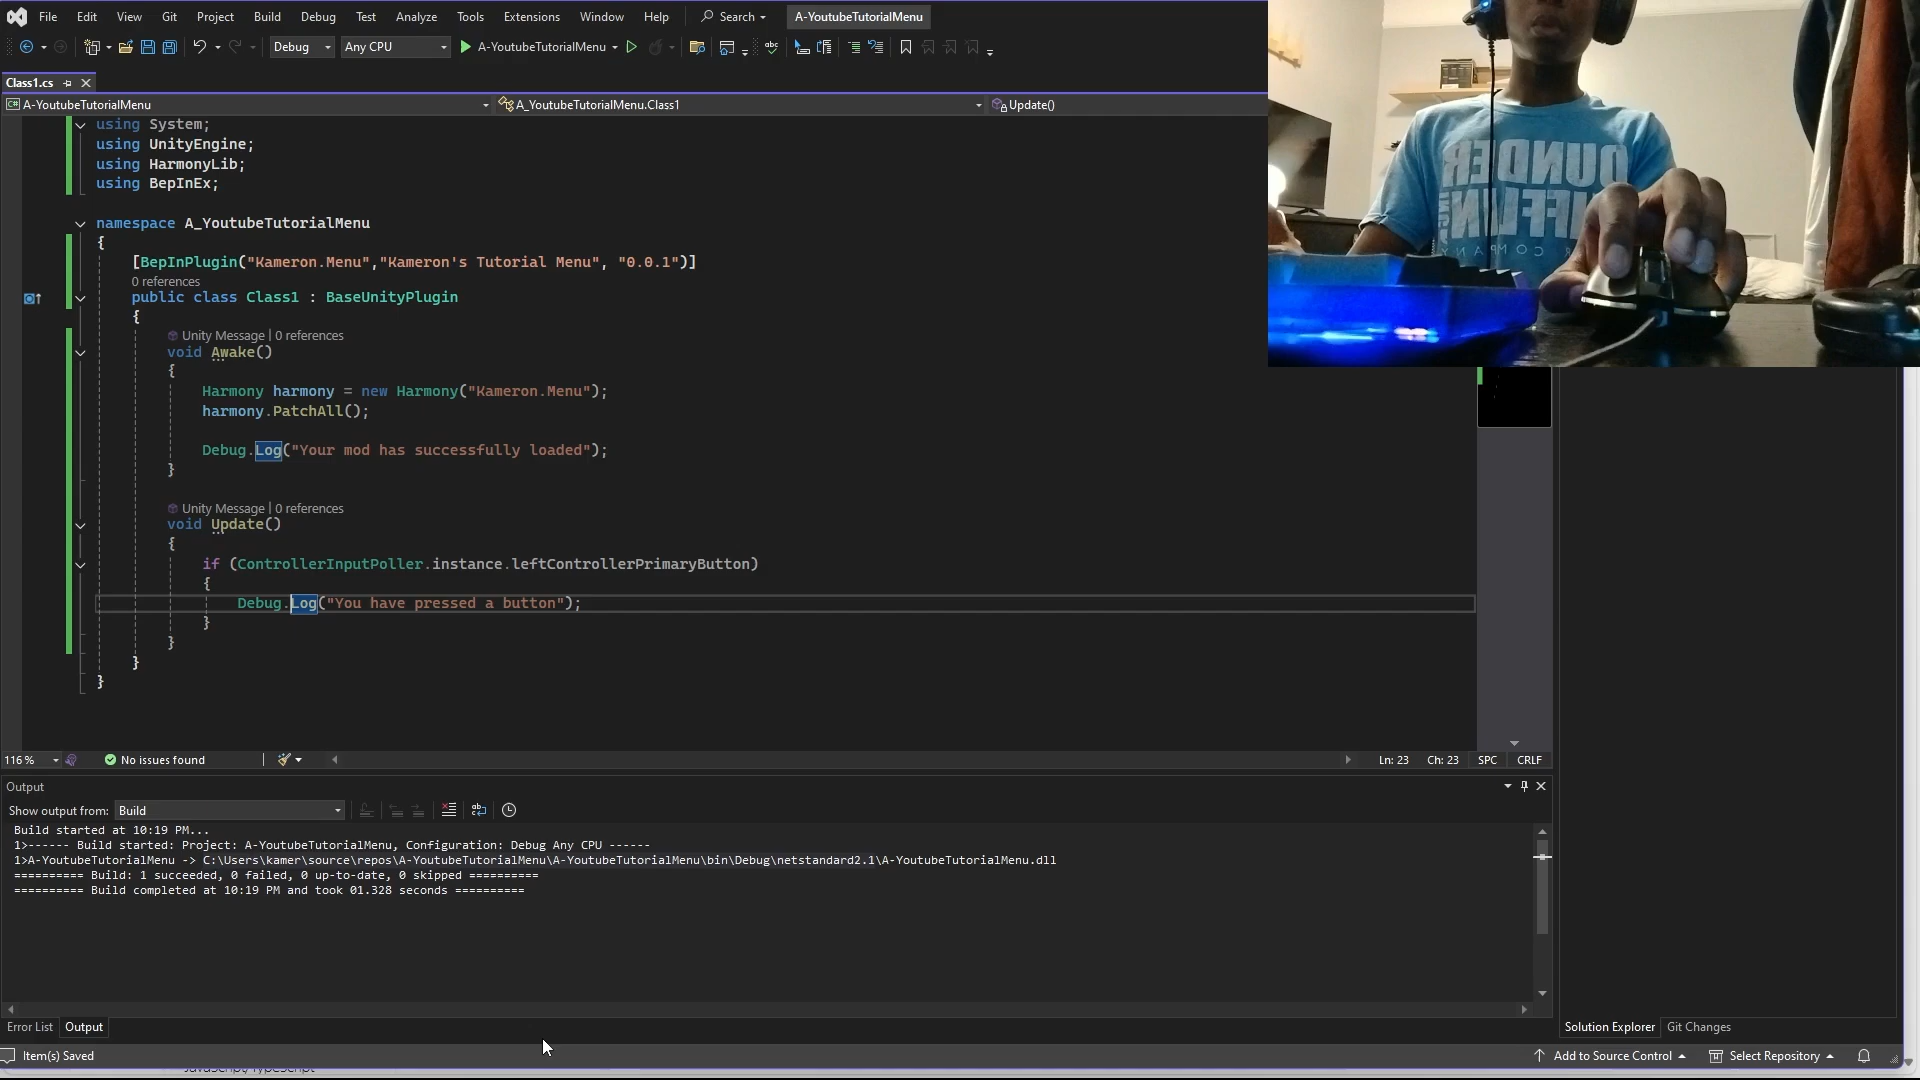 File Edit View Git Project Build Debug Test Analyze Tools Extensions Window Help Search A-YoutubeTutorialMenu
Debug Any CPU A-YoutubeTutorialMenu
Class1.cs
A-YoutubeTutorialMenu A_YoutubeTutorialMenu.Class1 Update()
using System;
using UnityEngine;
using HarmonyLib;
using BepInEx;
namespace A_YoutubeTutorialMenu
{
[BepInPlugin("Kameron.Menu","Kameron's Tutorial Menu", "0.0.1")]
0 references
public class Class1 : BaseUnityPlugin
{
Unity Message | 0 references
void Awake()
{
Harmony harmony = new Harmony("Kameron.Menu");
harmony.PatchAll();
Debug.Log("Your mod has successfully loaded");
}
Unity Message | 0 references
void Update()
{
if (ControllerInputPoller.instance.leftControllerPrimaryButton)
{
Debug.Log("You have pressed a button");
}
}
}
}
116 % No issues found Ln: 23 Ch: 23 SPC CRLF
Output
Show output from: Build
Build started at 10:19 PM...
1>------ Build started: Project: A-YoutubeTutorialMenu, Configuration: Debug Any CPU ------
1>A-YoutubeTutorialMenu -> C:\Users\kamer\source\repos\A-YoutubeTutorialMenu\A-YoutubeTutorialMenu\bin\Debug\netstandard2.1\A-YoutubeTutorialMenu.dll
========== Build: 1 succeeded, 0 failed, 0 up-to-date, 0 skipped ==========
========== Build completed at 10:19 PM and took 01.328 seconds ==========
Error List Output
Solution Explorer Git Changes
Item(s) Saved Add to Source Control Select Repository
JavaScript/TypeScript